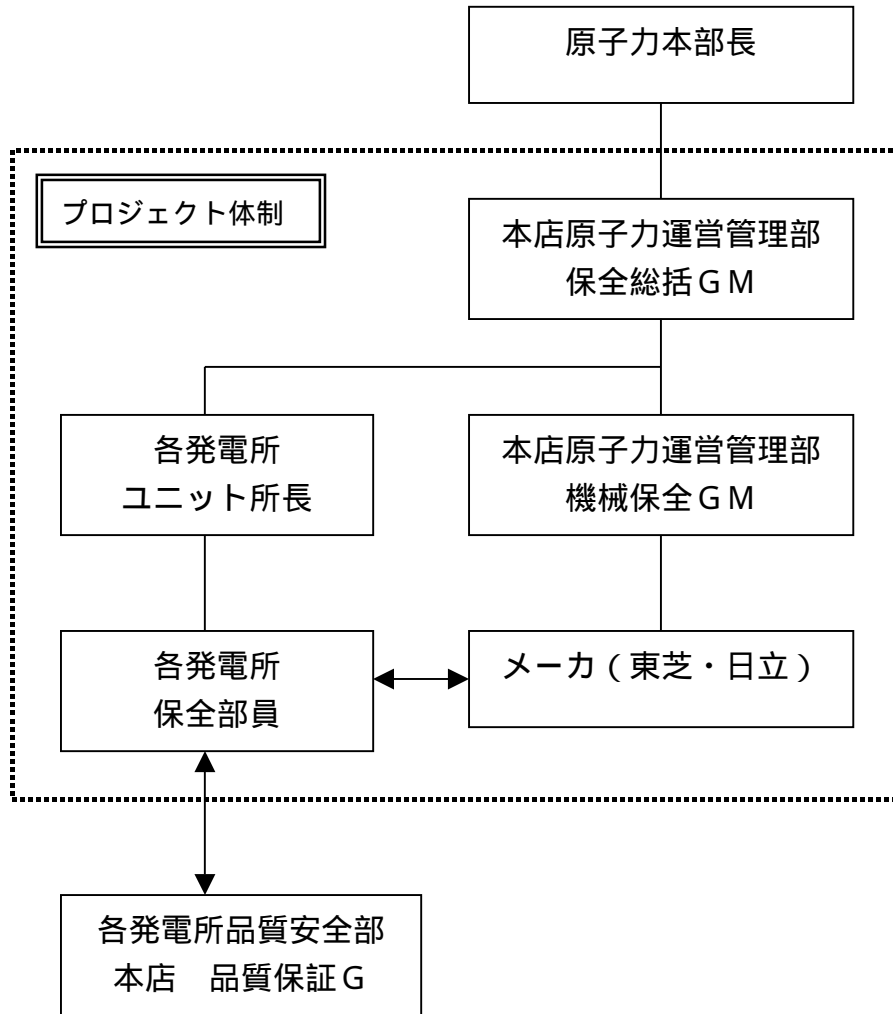 原子力本部長
プロジェクト体制
本店原子力運営管理部
保全総括ＧＭ
各発電所
ユニット所長
本店原子力運営管理部
機械保全ＧＭ
各発電所
保全部員
メーカ（東芝・日立）
各発電所品質安全部
本店　品質保証Ｇ